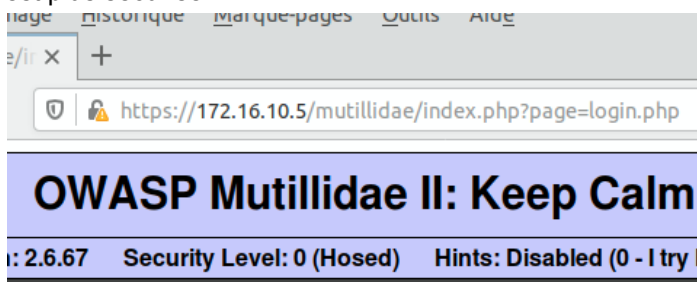 Historique Marque-pages Outils Aide
https://172.16.10.5/mutillidae/index.php?page=login.php
OWASP Mutillidae II: Keep Calm
: 2.6.67 Security Level: 0 (Hosed) Hints: Disabled (0 - I try